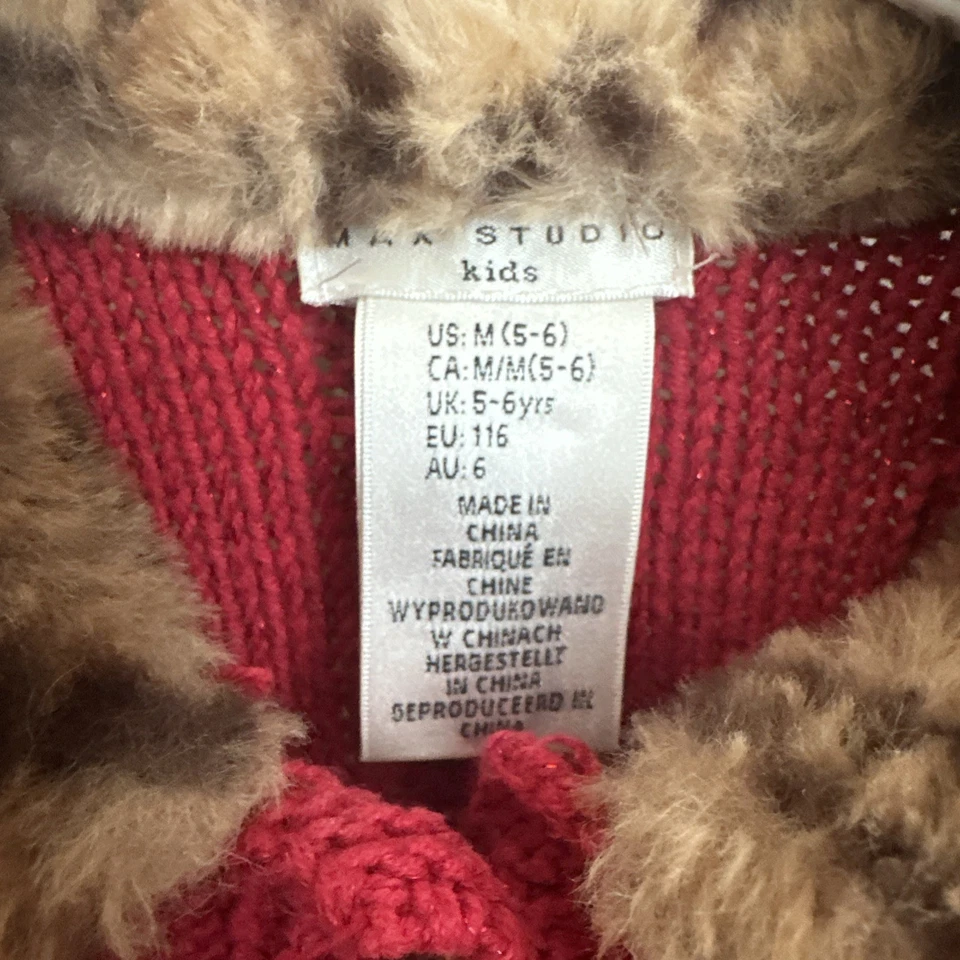 MAX STUDIO
kids
US: M (5-6)
CA: M/M(5-6)
UK: 5-6yrs
EU: 116
AU: 6
MADE IN
CHINA
FABRIQUÉ EN
CHINE
WYPRODUKOWANO
W CHINACH
HERGESTELLT
IN CHINA
GEPRODUCEERD IN
CHINA